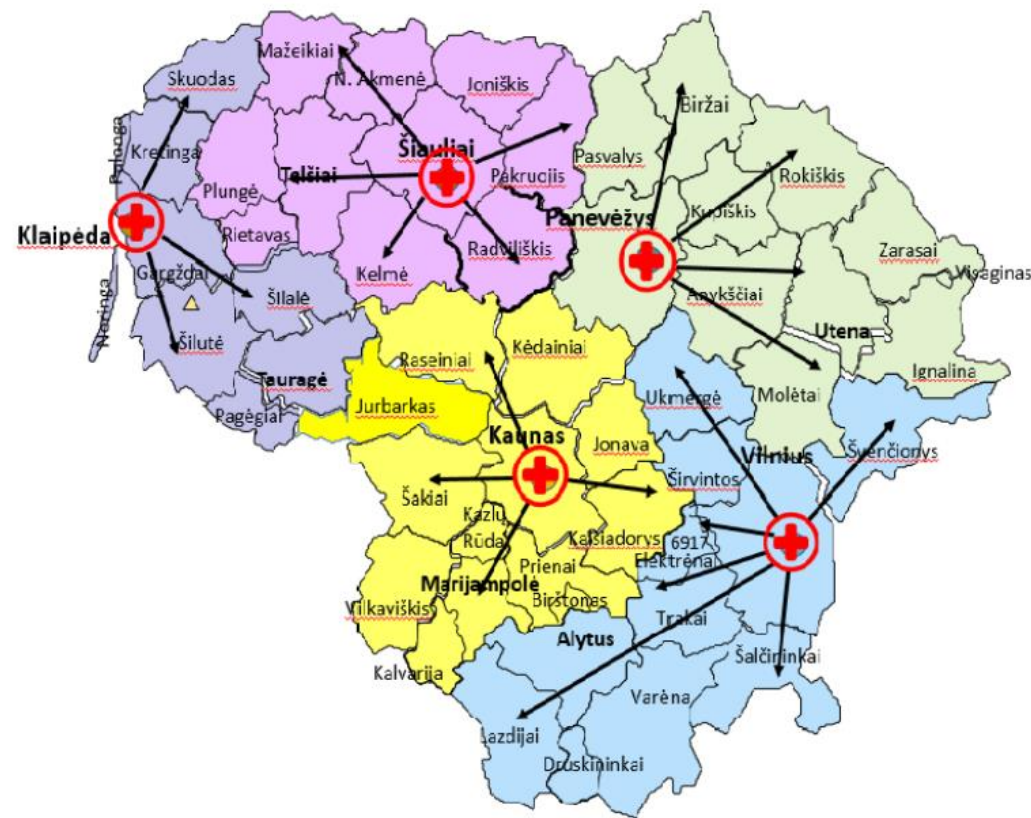 Mažeikiai
Skuodas
N. Akmenė
Joniškis
Biržai
Palanga
Kretinga
Šiauliai
Pasvalys
Telšiai
Plungė
Pakruojis
Rokiškis
Kupiškis
Panevėžys
Klaipėda
Rietavas
Radviliškis
Zarasai
Kelmė
Gargždai
Visaginas
Anykščiai
Šilalė
Neringa
Utena
Šilutė
Raseiniai
Kėdainiai
Ignalina
Tauragė
Molėtai
Ukmergė
Jurbarkas
Pagėgiai
Kaunas
Jonava
Vilnius
Švenčionys
Širvintos
Šakiai
Kazlų
Rūda
Kaišiadorys
6917
Elektrėnai
Prienai
Marijampolė
Birštonas
Vilkaviškis
Trakai
Alytus
Šalčininkai
Kalvarija
Varėna
Lazdijai
Druskininkai